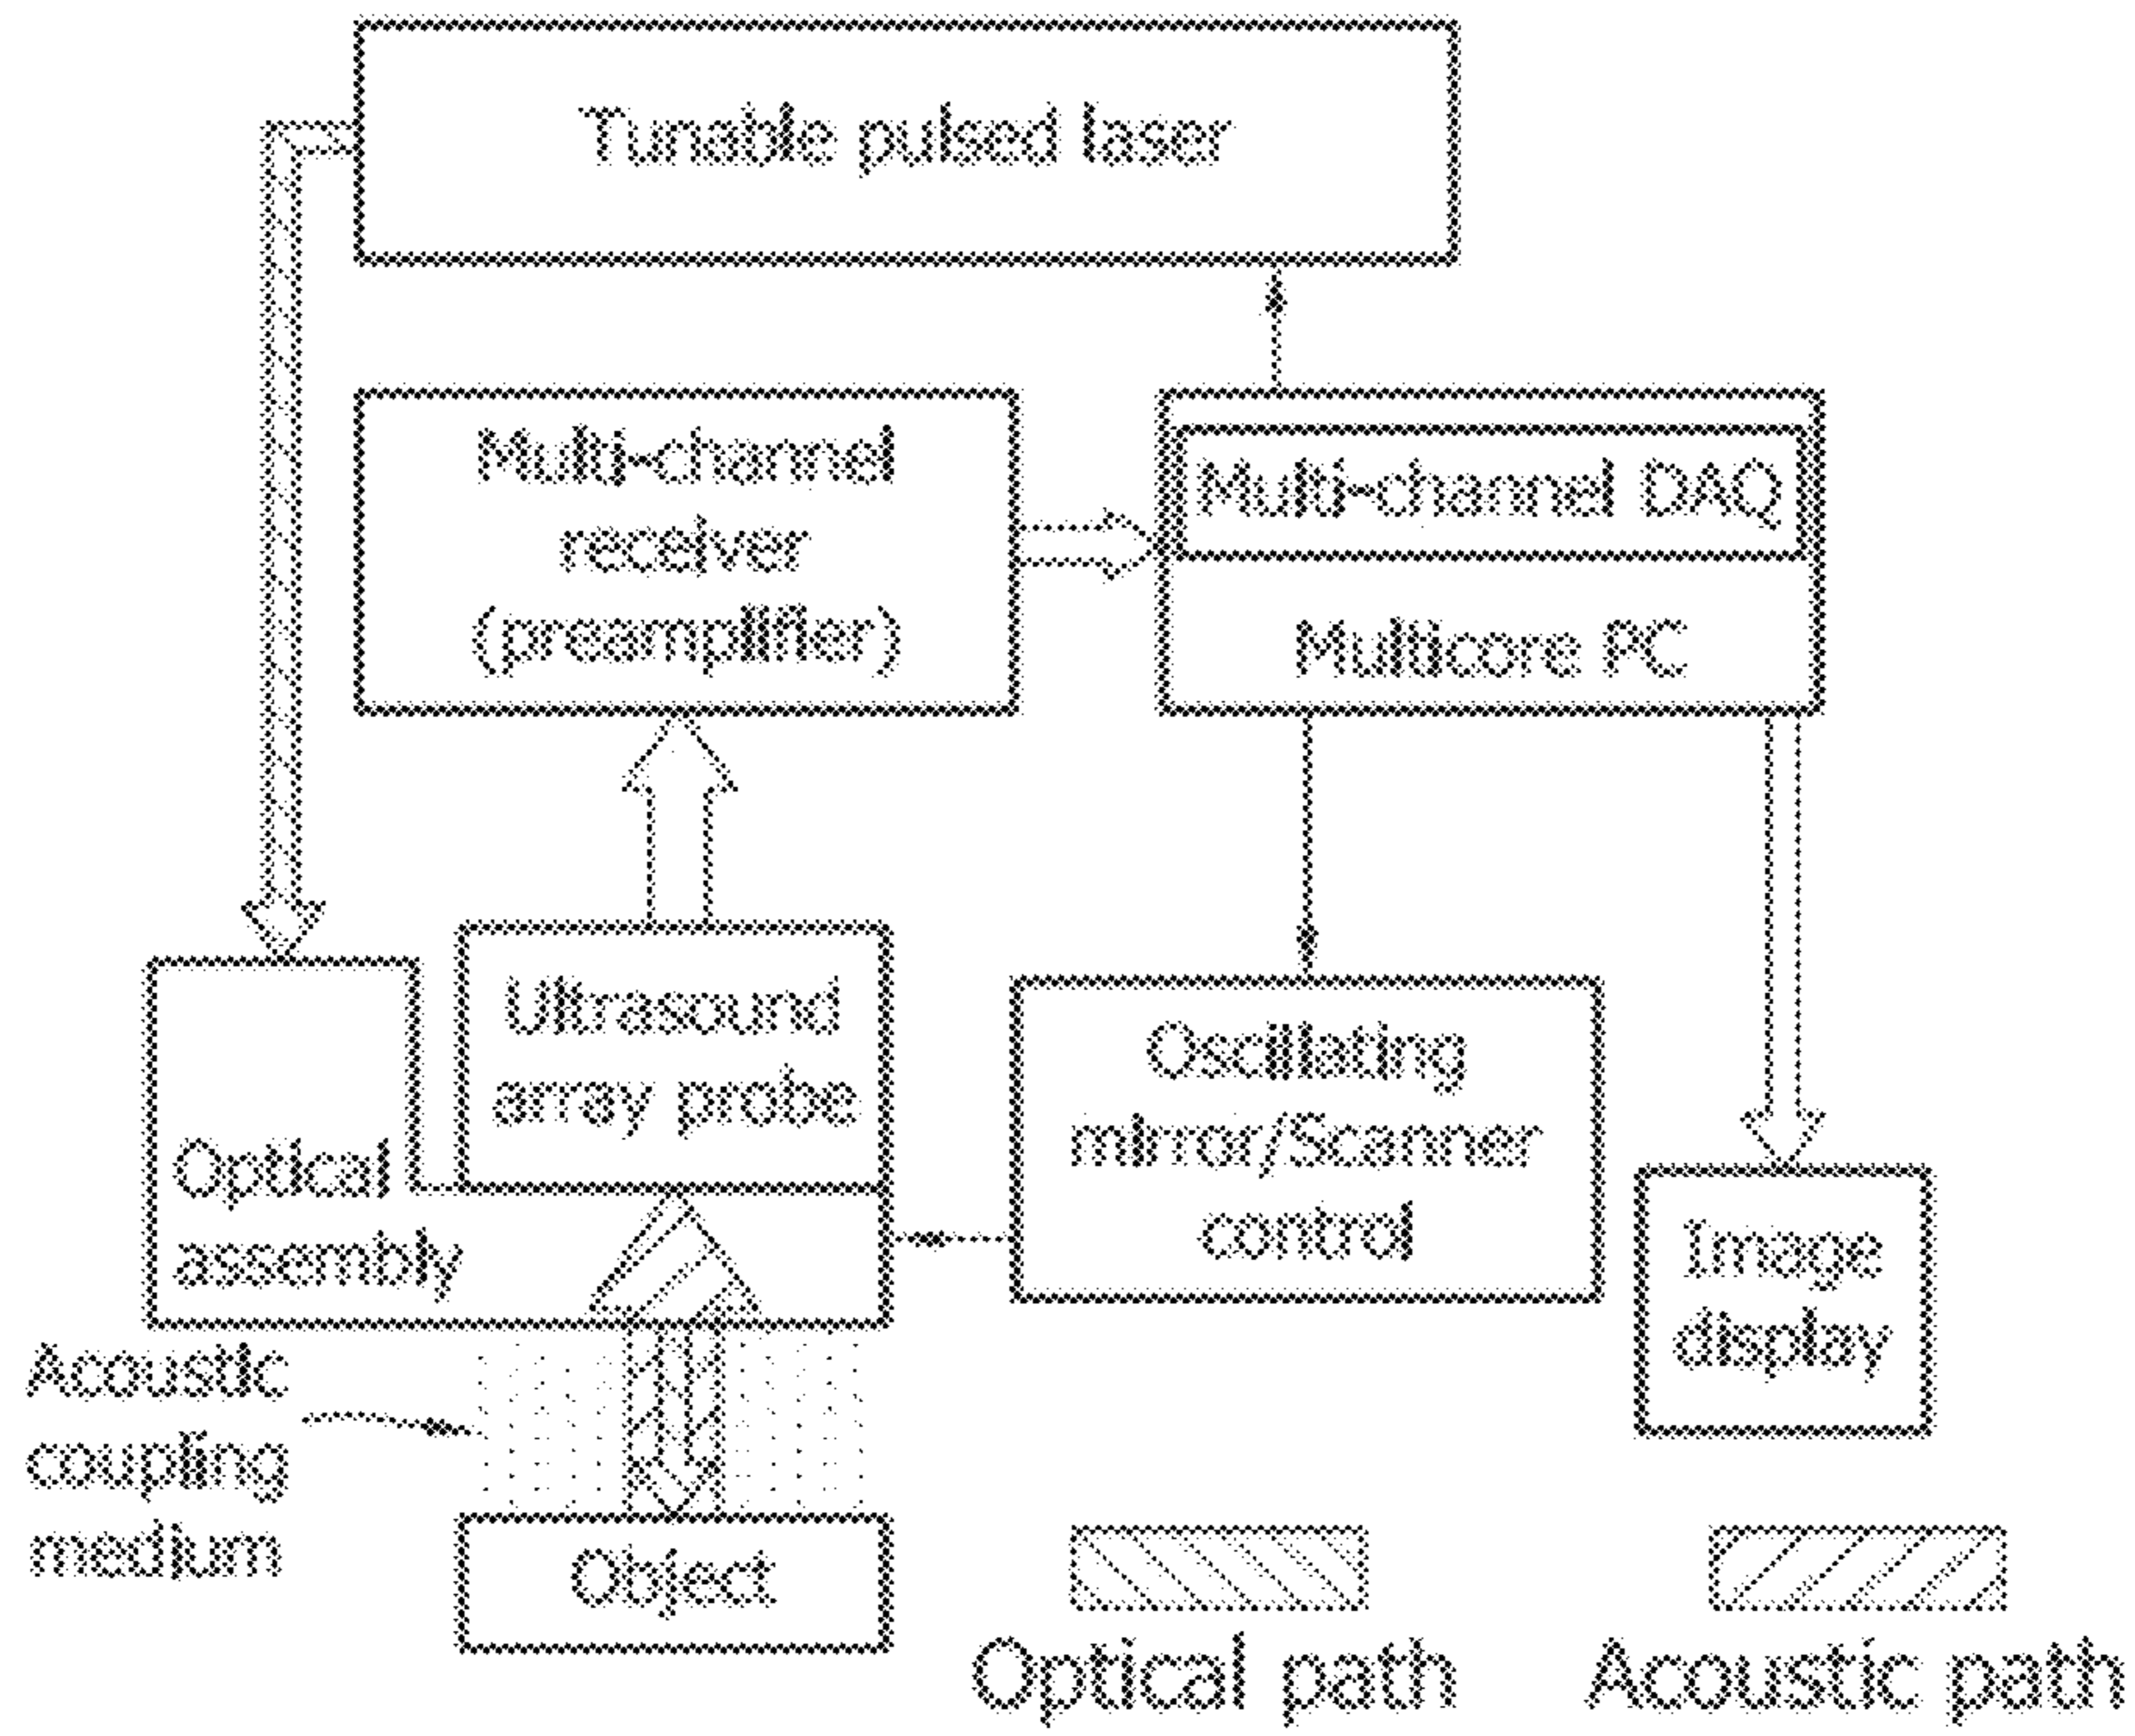 Tunable pulsed laser
Multi-channel
receiver
(preamplifier)
Multi-channel DAQ
Multicore PC
Ultrasound
array probe
Optical
assembly
Oscillating
mirror/Scanner
control
Image
display
Acoustic
coupling
medium
Object
Optical path
Acoustic path